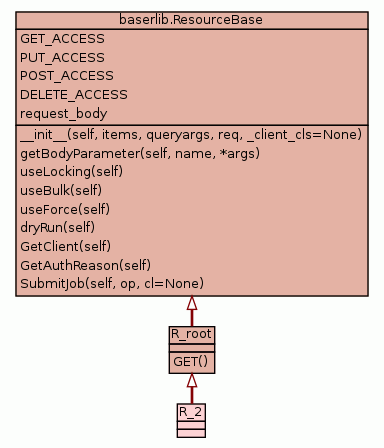 baserlib.ResourceBase
GET_ACCESS
PUT_ACCESS
POST_ACCESS
DELETE_ACCESS
request_body
__init__(self, items, queryargs, req, _client_cls=None)
getBodyParameter(self, name, *args)
useLocking(self)
useBulk(self)
useForce(self)
dryRun(self)
GetClient(self)
GetAuthReason(self)
SubmitJob(self, op, cl=None)
R_root
GET()
R_2